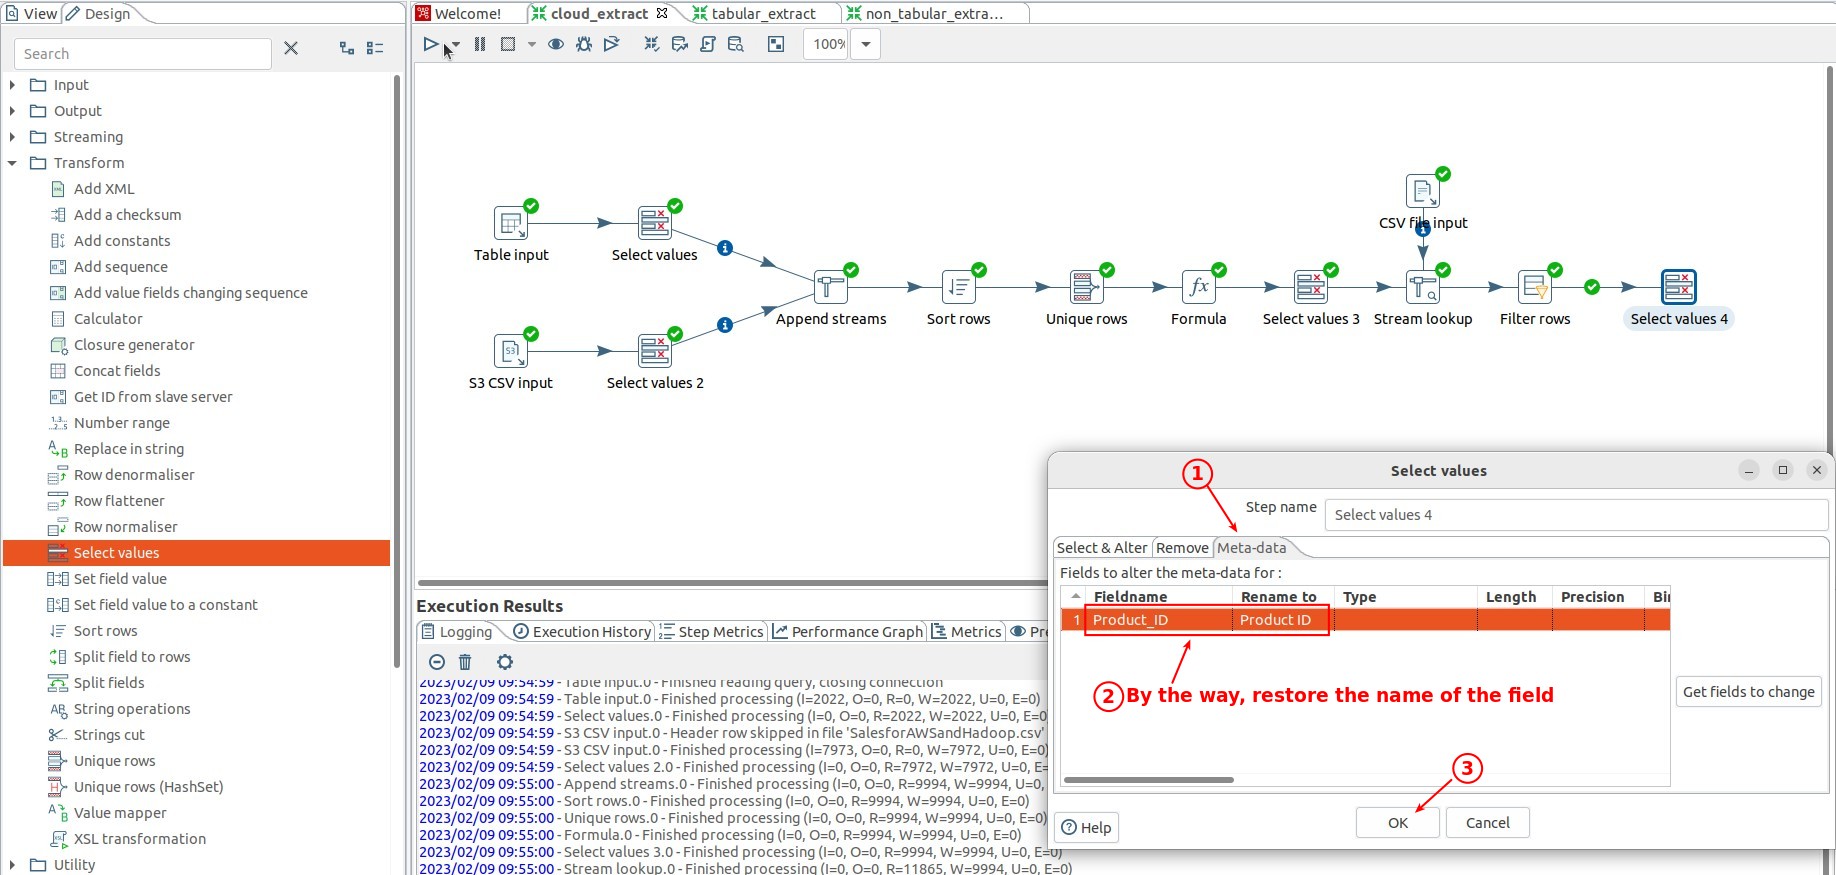 View
Design
Welcome!
cloud_extract
tabular_extract
non_tabular_extra...
Search
100%
Input
Output
Streaming
Transform
Add XML
Add a checksum
Add constants
Add sequence
Add value fields changing sequence
Calculator
Closure generator
Concat fields
Get ID from slave server
Number range
Replace in string
Row denormaliser
Row flattener
Row normaliser
Select values
Set field value
Set field value to a constant
Sort rows
Split field to rows
Split fields
String operations
Strings cut
Unique rows
Unique rows (HashSet)
Value mapper
XSL transformation
Utility
CSV file input
Table input
Select values
Append streams
Sort rows
Unique rows
Formula
Select values 3
Stream lookup
Filter rows
Select values 4
S3 CSV input
Select values 2
Execution Results
Logging
Execution History
Step Metrics
Performance Graph
Metrics
Pre
2023/02/09 09:54:59 - Table input.0 - Finished reading query, closing connection
2023/02/09 09:54:59 - Table input.0 - Finished processing (I=2022, O=0, R=0, W=2022, U=0, E=0)
2023/02/09 09:54:59 - Select values.0 - Finished processing (I=0, O=0, R=2022, W=2022, U=0, E=0
2023/02/09 09:54:59 - S3 CSV input.0 - Header row skipped in file 'SalesforAWSandHadoop.csv'
2023/02/09 09:54:59 - S3 CSV input.0 - Finished processing (I=7973, O=0, R=0, W=7972, U=0, E=0)
2023/02/09 09:54:59 - Select values 2.0 - Finished processing (I=0, O=0, R=7972, W=7972, U=0, E=
2023/02/09 09:55:00 - Append streams.0 - Finished processing (I=0, O=0, R=9994, W=9994, U=0,
2023/02/09 09:55:00 - Sort rows.0 - Finished processing (I=0, O=0, R=9994, W=9994, U=0, E=0)
2023/02/09 09:55:00 - Unique rows.0 - Finished processing (I=0, O=0, R=9994, W=9994, U=0, E=0)
2023/02/09 09:55:00 - Formula.0 - Finished processing (I=0, O=0, R=9994, W=9994, U=0, E=0)
2023/02/09 09:55:00 - Select values 3.0 - Finished processing (I=0, O=0, R=9994, W=9994, U=0, E=0)
2023/02/09 09:55:00 - Stream lookup.0 - Finished processing (I=0, O=0, R=11865, W=9994, U=0, E=0)
Select values
1
Step name
Select values 4
Select & Alter
Remove
Meta-data
Fields to alter the meta-data for :
Fieldname
Rename to
Type
Length
Precision
Bi
1
Product_ID
Product ID
2 By the way, restore the name of the field
Get fields to change
3
Help
OK
Cancel